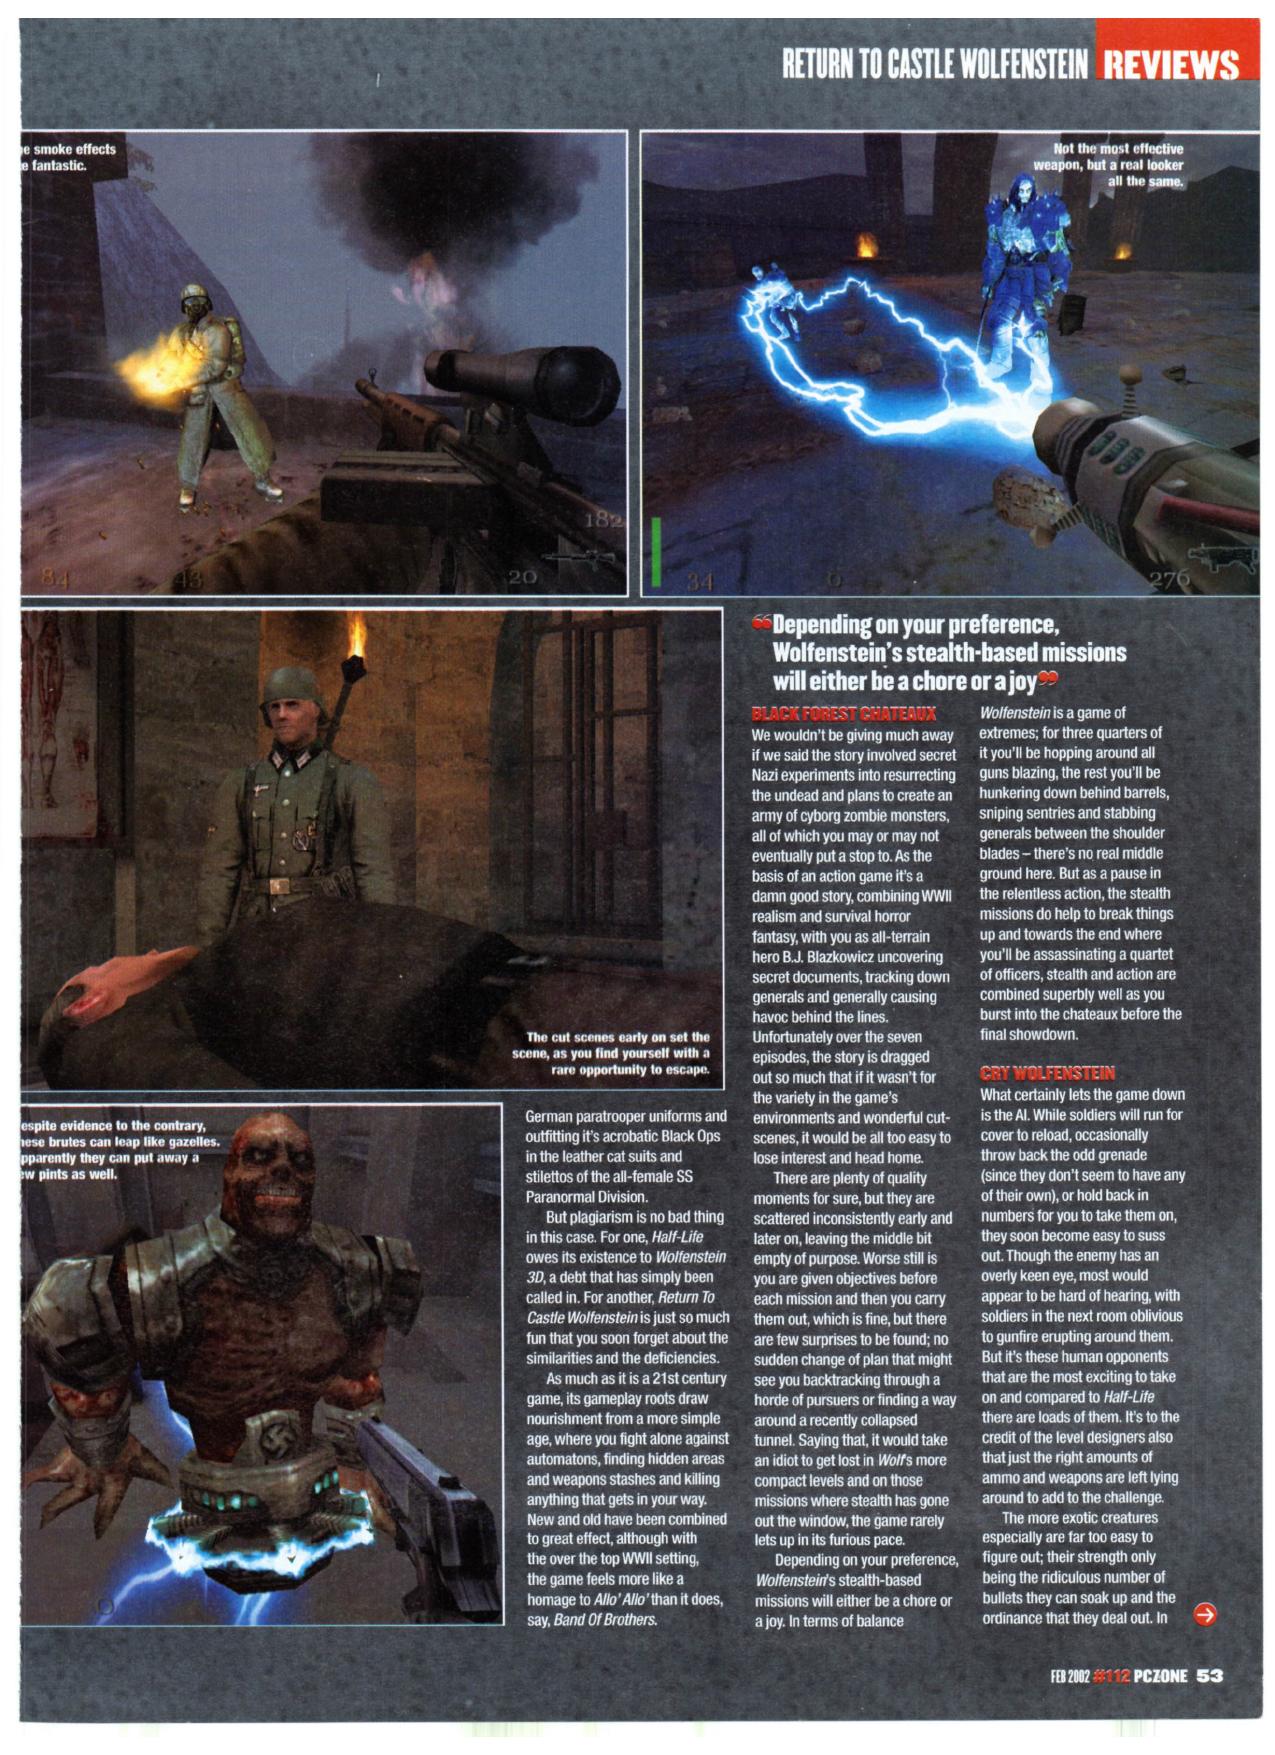 RETURN TO CASTLE WOLFENSTEIN REVIEWS
smoke effects
fantastic.
Not the most effective
weapon, but a real looker
all the same.
84
43
20
182
34
0
276
The cut scenes early on set the
scene, as you find yourself with a
rare opportunity to escape.
espite evidence to the contrary,
ese brutes can leap like gazelles.
pparently they can put away a
w pints as well.
0
German paratrooper uniforms and
outfitting it's acrobatic Black Ops
in the leather cat suits and
stilettos of the all-female SS
Paranormal Division.
But plagiarism is no bad thing
in this case. For one, Half-Life
owes its existence to Wolfenstein
3D, a debt that has simply been
called in. For another, Return To
Castle Wolfenstein is just so much
fun that you soon forget about the
similarities and the deficiencies.
As much as it is a 21st century
game, its gameplay roots draw
nourishment from a more simple
age, where you fight alone against
automatons, finding hidden areas
and weapons stashes and killing
anything that gets in your way.
New and old have been combined
to great effect, although with
the over the top WWII setting,
the game feels more like a
homage to Allo' Allo' than it does,
say, Band Of Brothers.
“Depending on your preference,
Wolfenstein's stealth-based missions
will either be a chore or a joy”
BLACK FOREST CHATEAUX
We wouldn't be giving much away
if we said the story involved secret
Nazi experiments into resurrecting
the undead and plans to create an
army of cyborg zombie monsters,
all of which you may or may not
eventually put a stop to. As the
basis of an action game it's a
damn good story, combining WWII
realism and survival horror
fantasy, with you as all-terrain
hero B.J. Blazkowicz uncovering
secret documents, tracking down
generals and generally causing
havoc behind the lines.
Unfortunately over the seven
episodes, the story is dragged
out so much that if it wasn't for
the variety in the game's
environments and wonderful cut-
scenes, it would be all too easy to
lose interest and head home.
There are plenty of quality
moments for sure, but they are
scattered inconsistently early and
later on, leaving the middle bit
empty of purpose. Worse still is
you are given objectives before
each mission and then you carry
them out, which is fine, but there
are few surprises to be found; no
sudden change of plan that might
see you backtracking through a
horde of pursuers or finding a way
around a recently collapsed
tunnel. Saying that, it would take
an idiot to get lost in Wolf's more
compact levels and on those
missions where stealth has gone
out the window, the game rarely
lets up in its furious pace.
Depending on your preference,
Wolfenstein's stealth-based
missions will either be a chore or
a joy. In terms of balance
Wolfenstein is a game of
extremes; for three quarters of
it you'll be hopping around all
guns blazing, the rest you'll be
hunkering down behind barrels,
sniping sentries and stabbing
generals between the shoulder
blades – there's no real middle
ground here. But as a pause in
the relentless action, the stealth
missions do help to break things
up and towards the end where
you'll be assassinating a quartet
of officers, stealth and action are
combined superbly well as you
burst into the chateaux before the
final showdown.
CRY WOLFENSTEIN
What certainly lets the game down
is the AI. While soldiers will run for
cover to reload, occasionally
throw back the odd grenade
(since they don't seem to have any
of their own), or hold back in
numbers for you to take them on,
they soon become easy to suss
out. Though the enemy has an
overly keen eye, most would
appear to be hard of hearing, with
soldiers in the next room oblivious
to gunfire erupting around them.
But it's these human opponents
that are the most exciting to take
on and compared to Half-Life
there are loads of them. It's to the
credit of the level designers also
that just the right amounts of
ammo and weapons are left lying
around to add to the challenge.
The more exotic creatures
especially are far too easy to
figure out; their strength only
being the ridiculous number of
bullets they can soak up and the
ordinance that they deal out. In
FEB 2002 #112 PCZONE 53